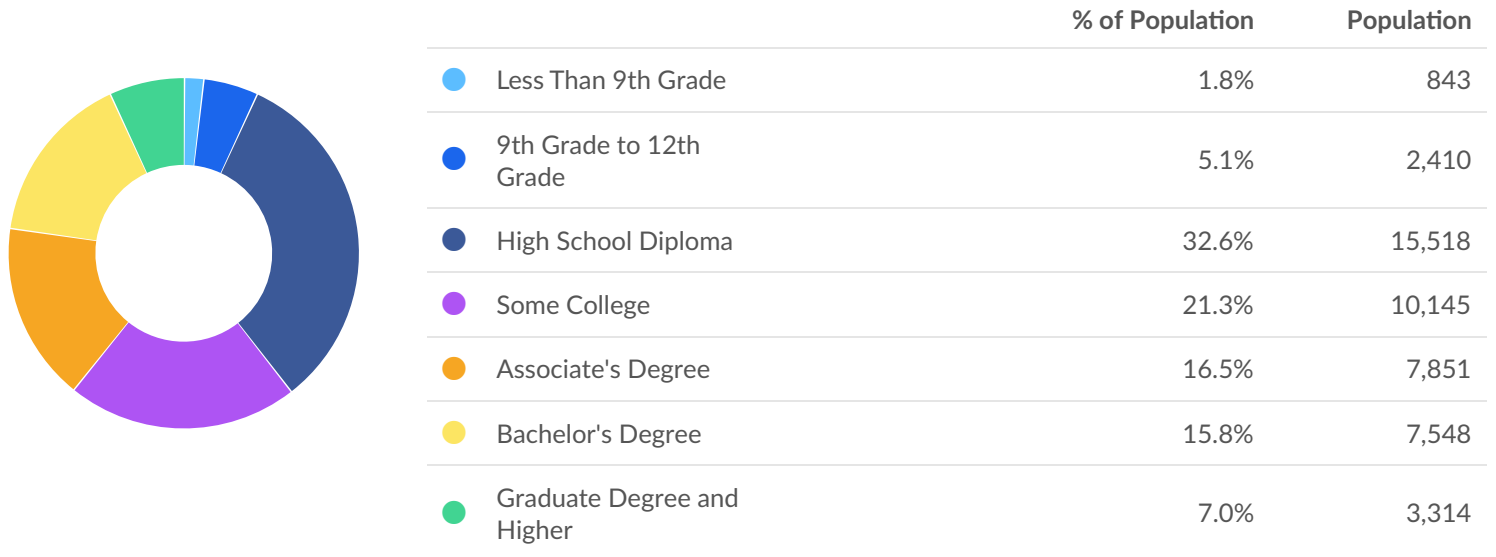 % of Population Population
Less Than 9th Grade 1.8% 843
9th Grade to 12th
Grade 5.1% 2,410
High School Diploma 32.6% 15,518
Some College 21.3% 10,145
Associate's Degree 16.5% 7,851
Bachelor's Degree 15.8% 7,548
Graduate Degree and
Higher 7.0% 3,314